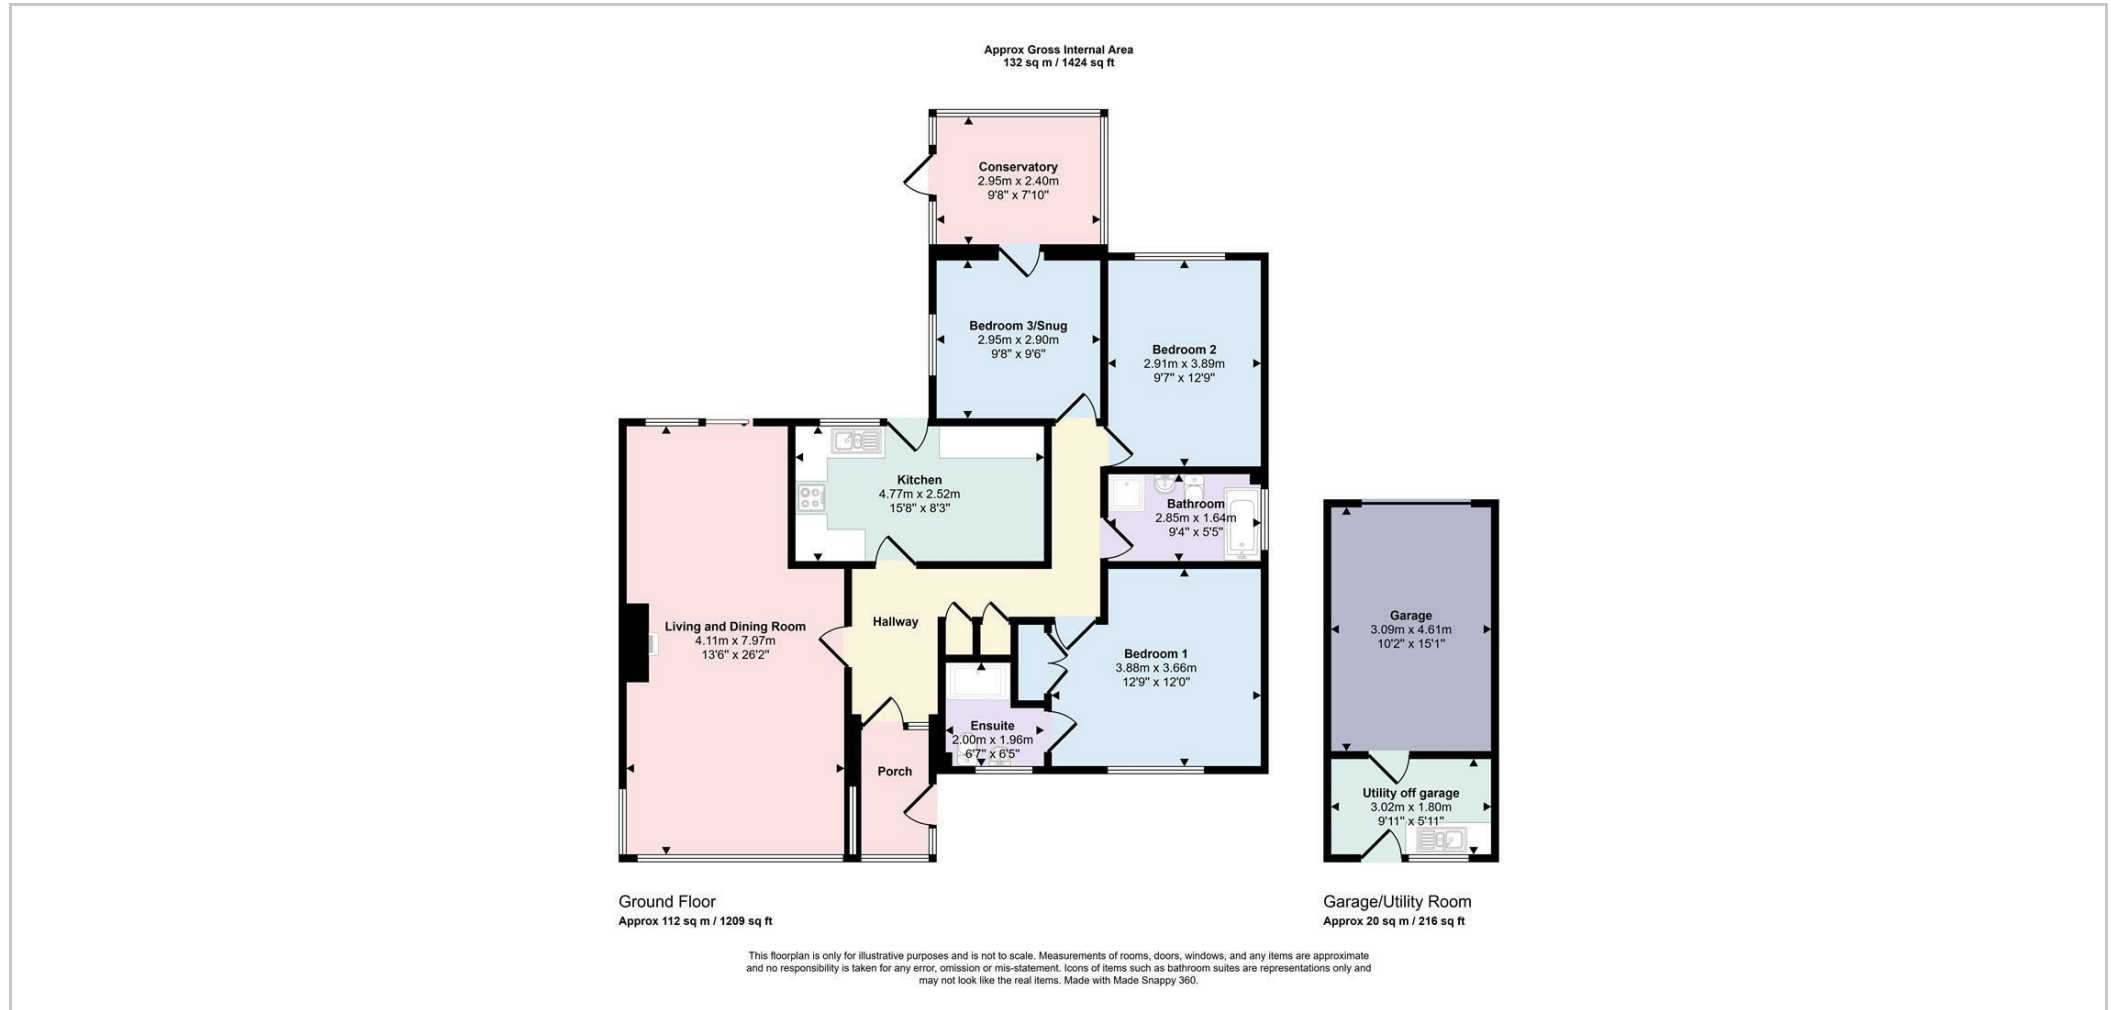 Approx Gross Internal Area
132 sq m / 1424 sq ft
Conservatory
2.95m x 2.40m
9'8" x 7'10"
Bedroom 3/Snug
2.95m x 2.90m
9'8" x 9'6"
Bedroom 2
2.91m x 3.89m
9'7" x 12'9"
Kitchen
4.77m x 2.52m
15'8" x 8'3"
Bathroom
2.85m x 1.64m
9'4" x 5'5"
Living and Dining Room
4.11m x 7.97m
13'6" x 26'2"
Hallway
Bedroom 1
3.88m x 3.66m
12'9" x 12'0"
Ensuite
2.00m x 1.96m
6'7" x 6'5"
Porch
Garage
3.09m x 4.61m
10'2" x 15'1"
Utility off garage
3.02m x 1.80m
9'11" x 5'11"
Ground Floor
Approx 112 sq m / 1209 sq ft
Garage/Utility Room
Approx 20 sq m / 216 sq ft
This floorplan is only for illustrative purposes and is not to scale. Measurements of rooms, doors, windows, and any items are approximate
and no responsibility is taken for any error, omission or mis-statement. Icons of items such as bathroom suites are representations only and
may not look like the real items. Made with Made Snappy 360.